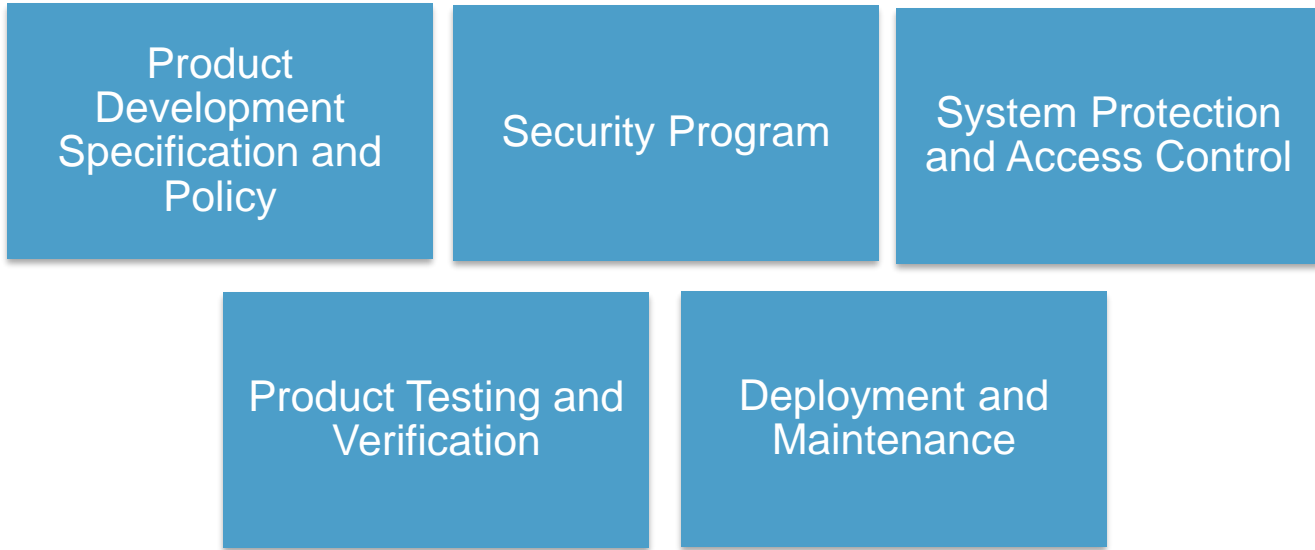 Product
Development
Specification and
Policy
Security Program
System Protection
and Access Control
Product Testing and
Verification
Deployment and
Maintenance